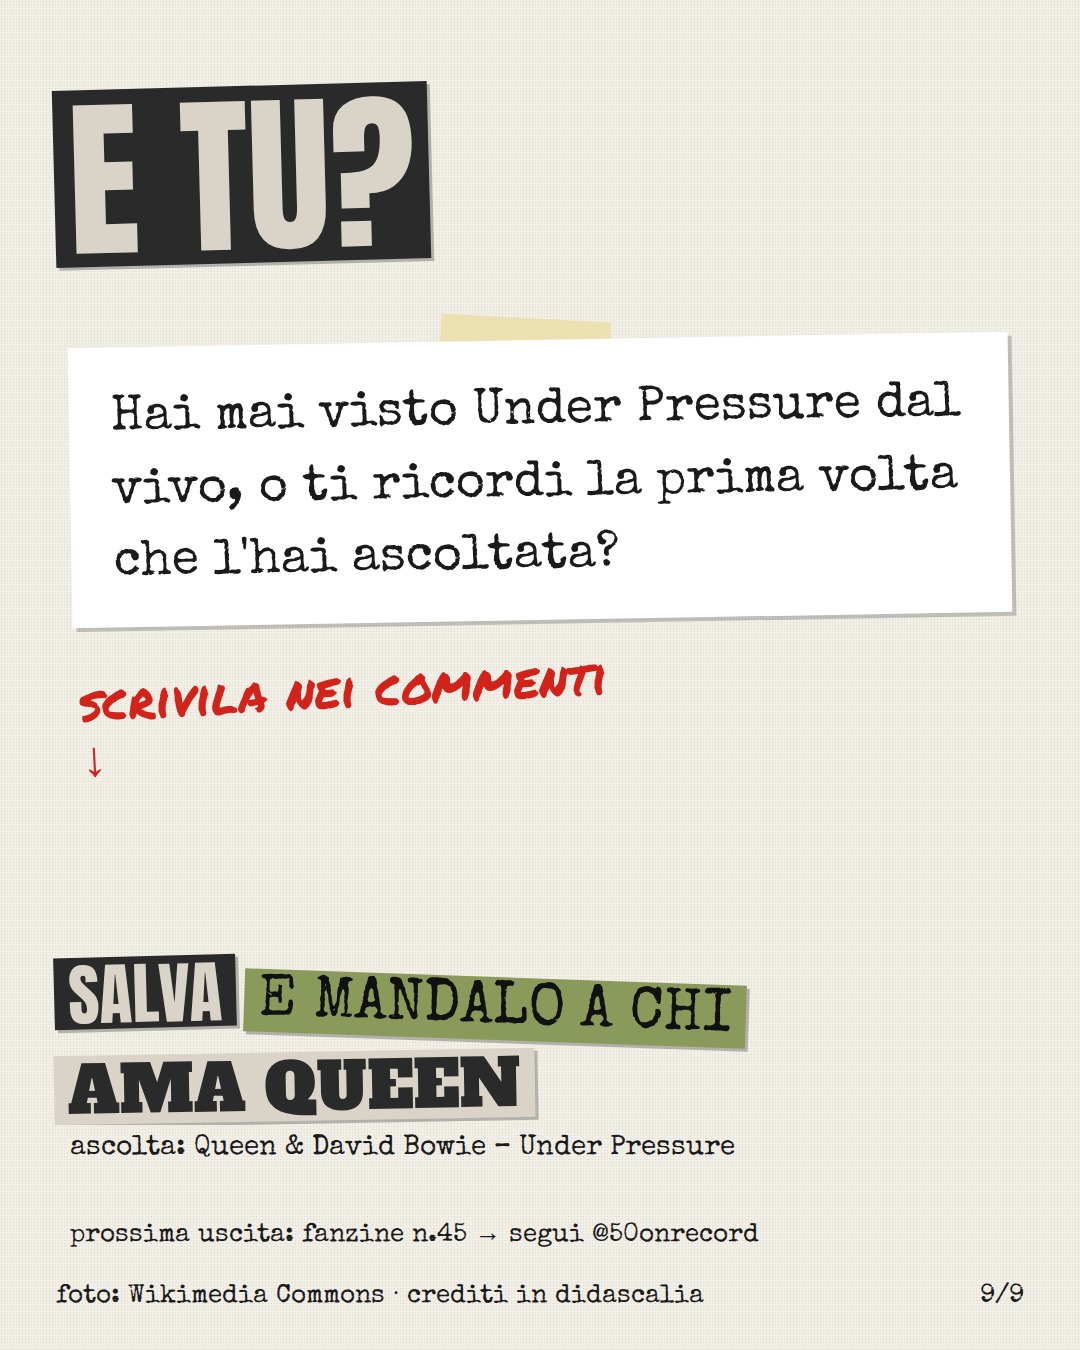 E TU?
Hai mai visto Under Pressure dal
vivo, o ti ricordi la prima volta
che l'hai ascoltata?
SCRIVILA NEI COMMENTI
↓
SALVA E MANDALO A CHI
AMA QUEEN
ascolta: Queen & David Bowie – Under Pressure
prossima uscita: fanzine n.45 → segui @50onrecord
foto: Wikimedia Commons · crediti in didascalia 9/9